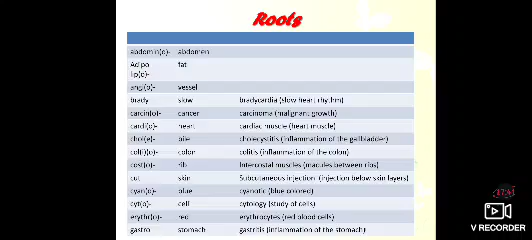 Roots
abdomin(o)- abdomen
Adipo fat
lip(o)-
angi(o)- vessel
brady slow bradycardia (slow heart rhythm)
carcin(o)- cancer carcinoma (malignant growth)
cardi(o)- heart cardiac muscle (heart muscle)
chol(e)- bile cholecystitis (inflammation of the gallbladder)
col(i)(o)- colon colitis (inflammation of the colon)
cost(o)- rib Intercostal muscles (macules between ribs)
cut skin Subcutaneous injection (injection below skin layers)
cyan(o)- blue cyanotic (blue colored)
cyt(o)- cell cytology (study of cells)
erythr(o)- red erythrocytes (red blood cells)
gastro stomach gastritis (inflammation of the stomach)
V RECORDER